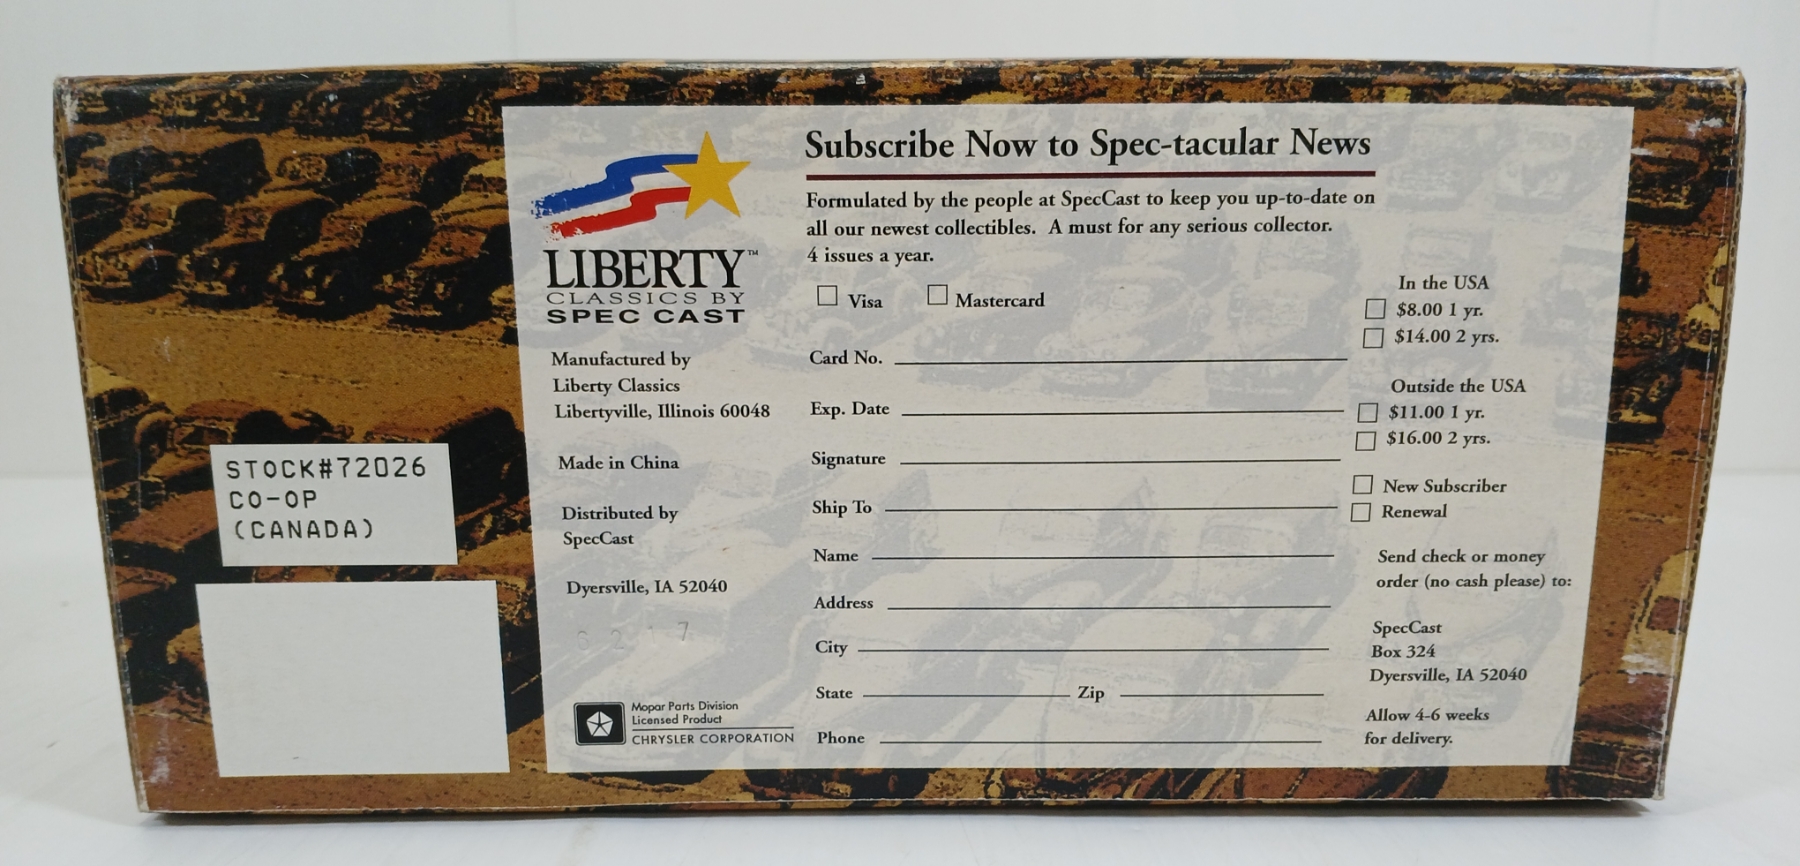 STOCK#72026
CO-OP
(CANADA)
LIBERTY™
CLASSICS BY
SPEC CAST
Manufactured by
Liberty Classics
Libertyville, Illinois 60048
Made in China
Distributed by
SpecCast
Dyersville, IA 52040
Mopar Parts Division
Licensed Product
CHRYSLER CORPORATION
Subscribe Now to Spec-tacular News
Formulated by the people at SpecCast to keep you up-to-date on
all our newest collectibles. A must for any serious collector.
4 issues a year.
Visa Mastercard
Card No.
Exp. Date
Signature
Ship To
Name
Address
City
State Zip
Phone
In the USA
$8.00 1 yr.
$14.00 2 yrs.
Outside the USA
$11.00 1 yr.
$16.00 2 yrs.
New Subscriber
Renewal
Send check or money
order (no cash please) to:
SpecCast
Box 324
Dyersville, IA 52040
Allow 4-6 weeks
for delivery.